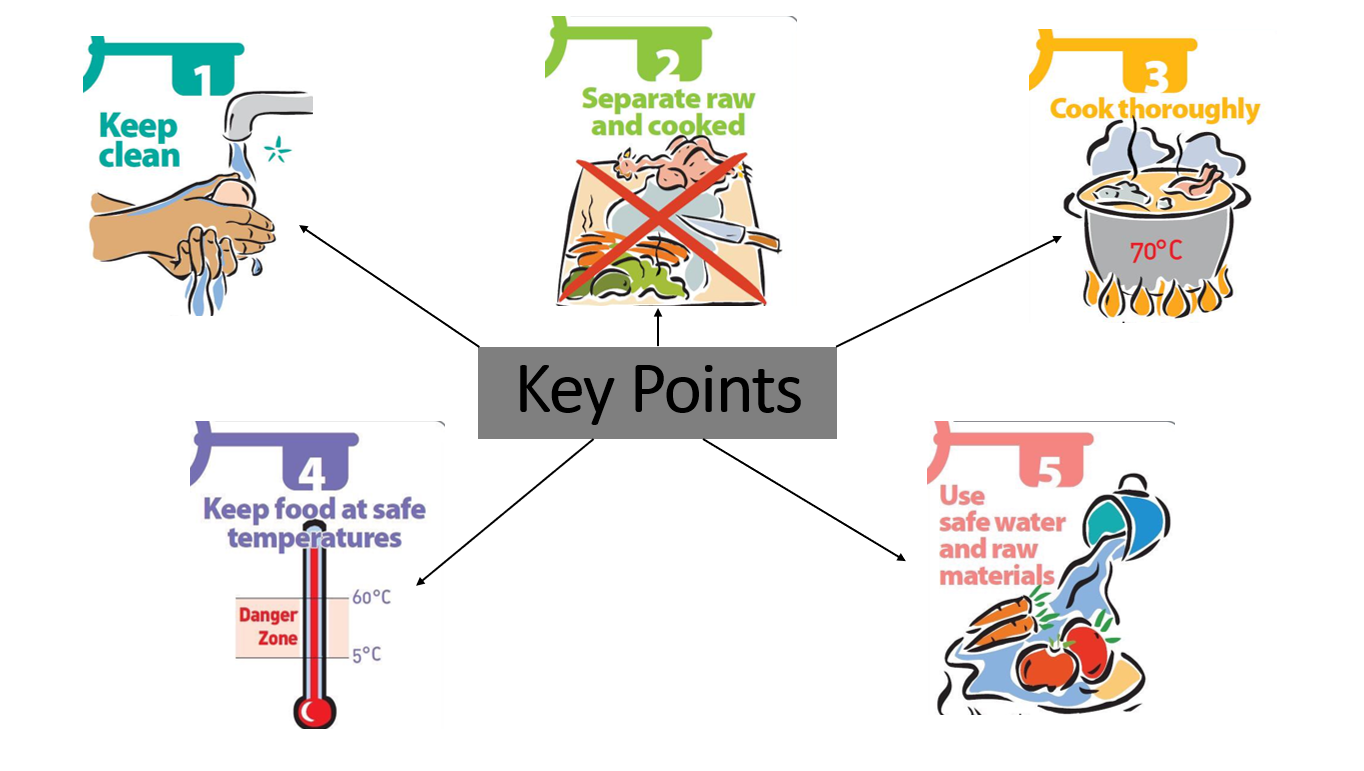 1
Keep
clean
2
Separate raw
and cooked
3
Cook thoroughly
70°C
Key Points
4
Keep food at safe
temperatures
60°C
Danger
Zone
5°C
5
Use
safe water
and raw
materials